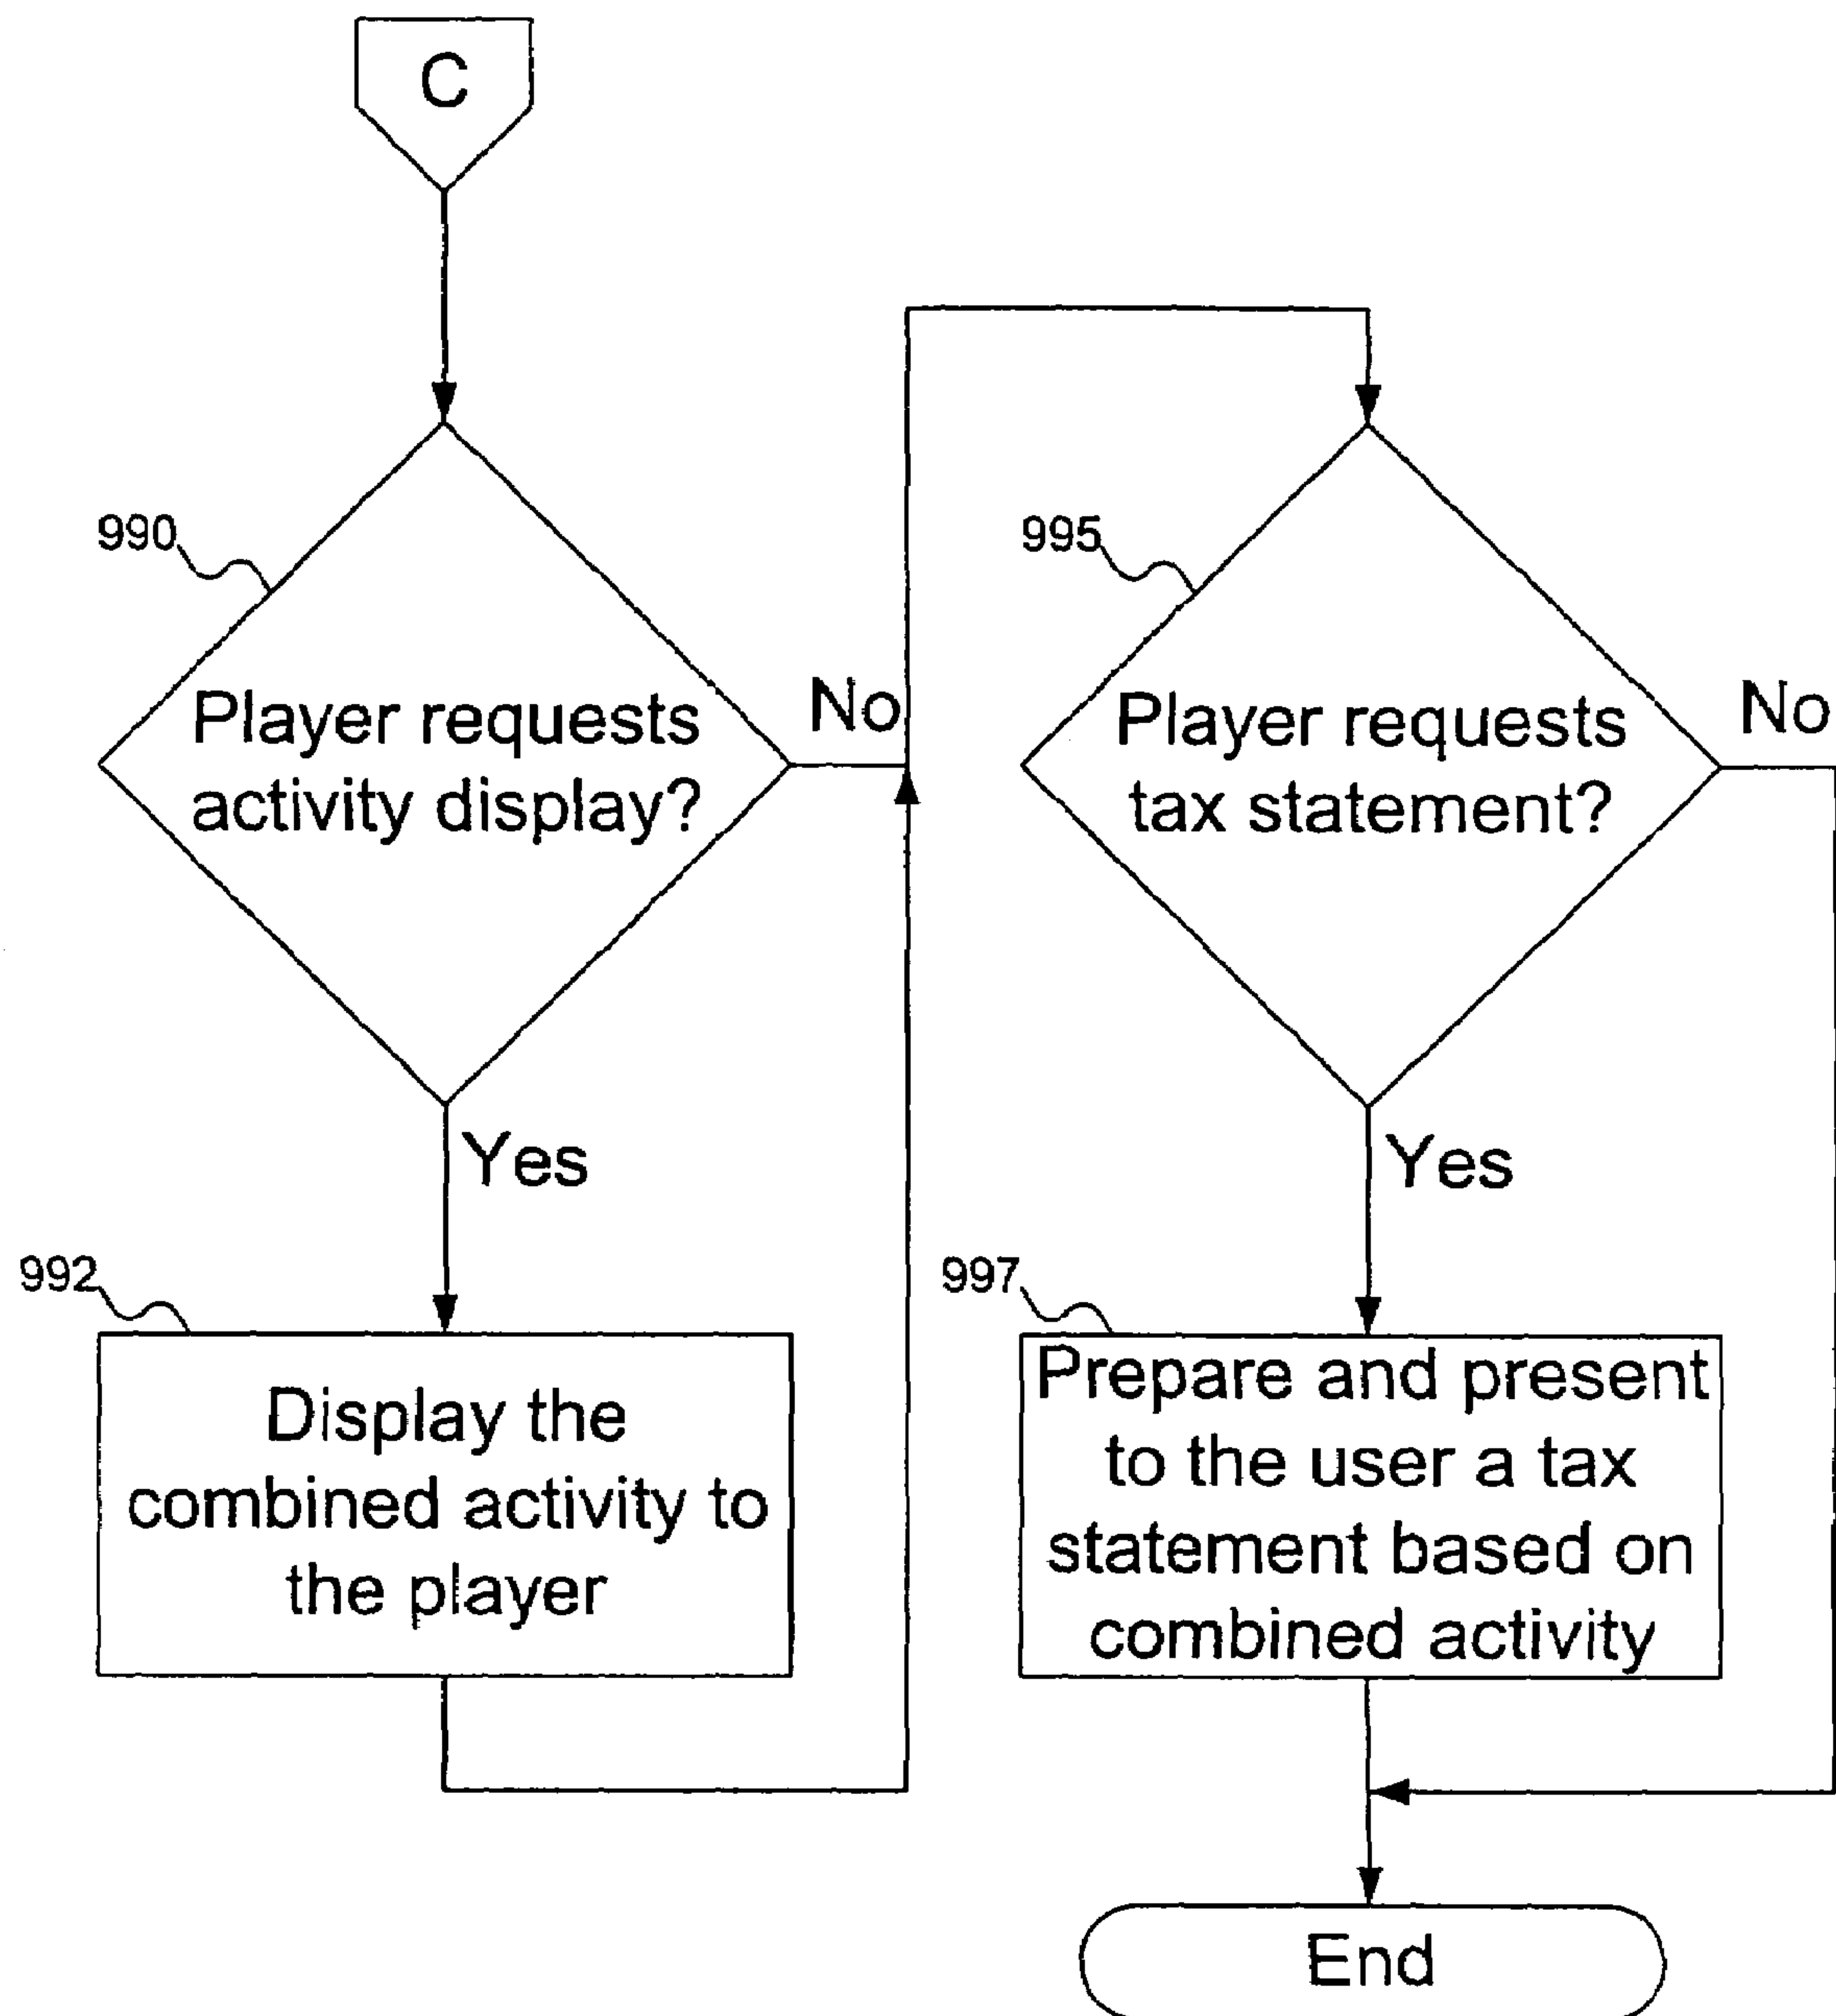 C
990
Player requests
activity display?
No
Yes
992
Display the
combined activity to
the player
995
Player requests
tax statement?
No
Yes
997
Prepare and present
to the user a tax
statement based on
combined activity
End